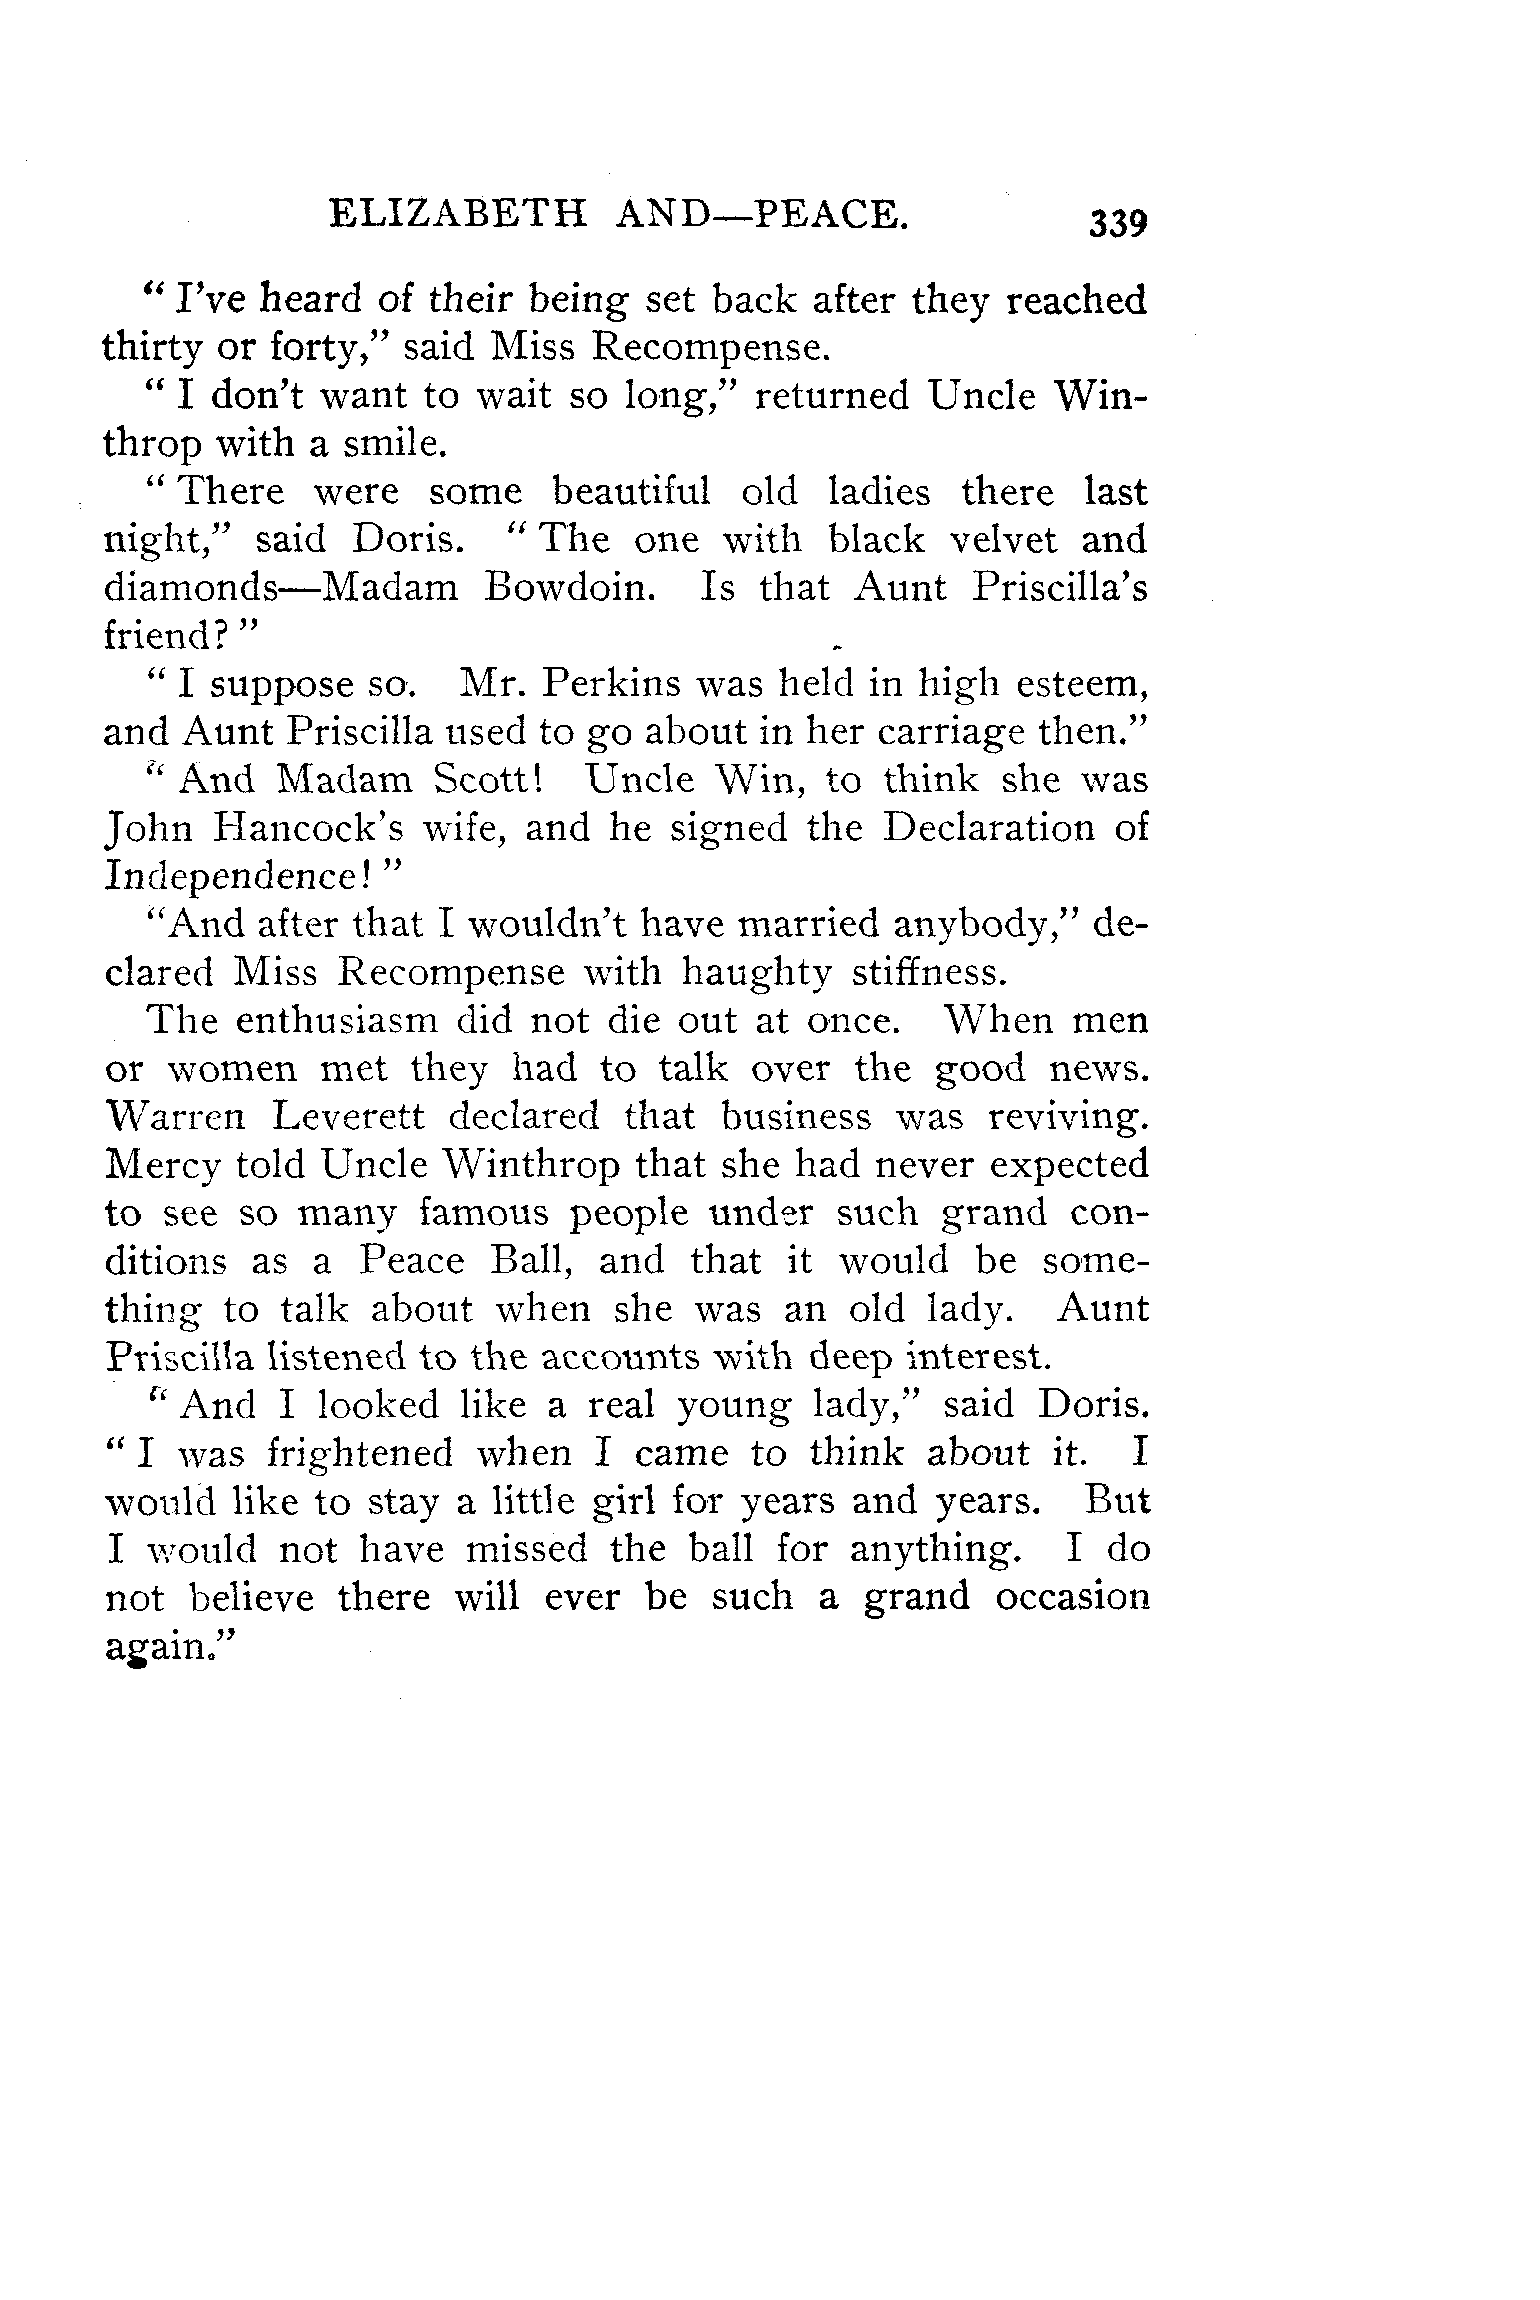 ELIZABETH AND—PEACE. 339
“ I’ve heard of their being set back after they reached
thirty or forty,” said Miss Recompense.
“ I don’t want to wait so long,” returned Uncle Win-
throp with a smile.
“ There were some beautiful old ladies there last
night,” said Doris. “ The one with black velvet and
diamonds—Madam Bowdoin. Is that Aunt Priscilla’s
friend? ”
“ I suppose so. Mr. Perkins was held in high esteem,
and Aunt Priscilla used to go about in her carriage then.”
“ And Madam Scott! Uncle Win, to think she was
John Hancock’s wife, and he signed the Declaration of
Independence! ”
“And after that I wouldn’t have married anybody,” de-
clared Miss Recompense with haughty stiffness.
The enthusiasm did not die out at once. When men
or women met they had to talk over the good news.
Warren Leverett declared that business was reviving.
Mercy told Uncle Winthrop that she had never expected
to see so many famous people under such grand con-
ditions as a Peace Ball, and that it would be some-
thing to talk about when she was an old lady. Aunt
Priscilla listened to the accounts with deep interest.
“ And I looked like a real young lady,” said Doris.
“ I was frightened when I came to think about it. I
would like to stay a little girl for years and years. But
I would not have missed the ball for anything. I do
not believe there will ever be such a grand occasion
again.”